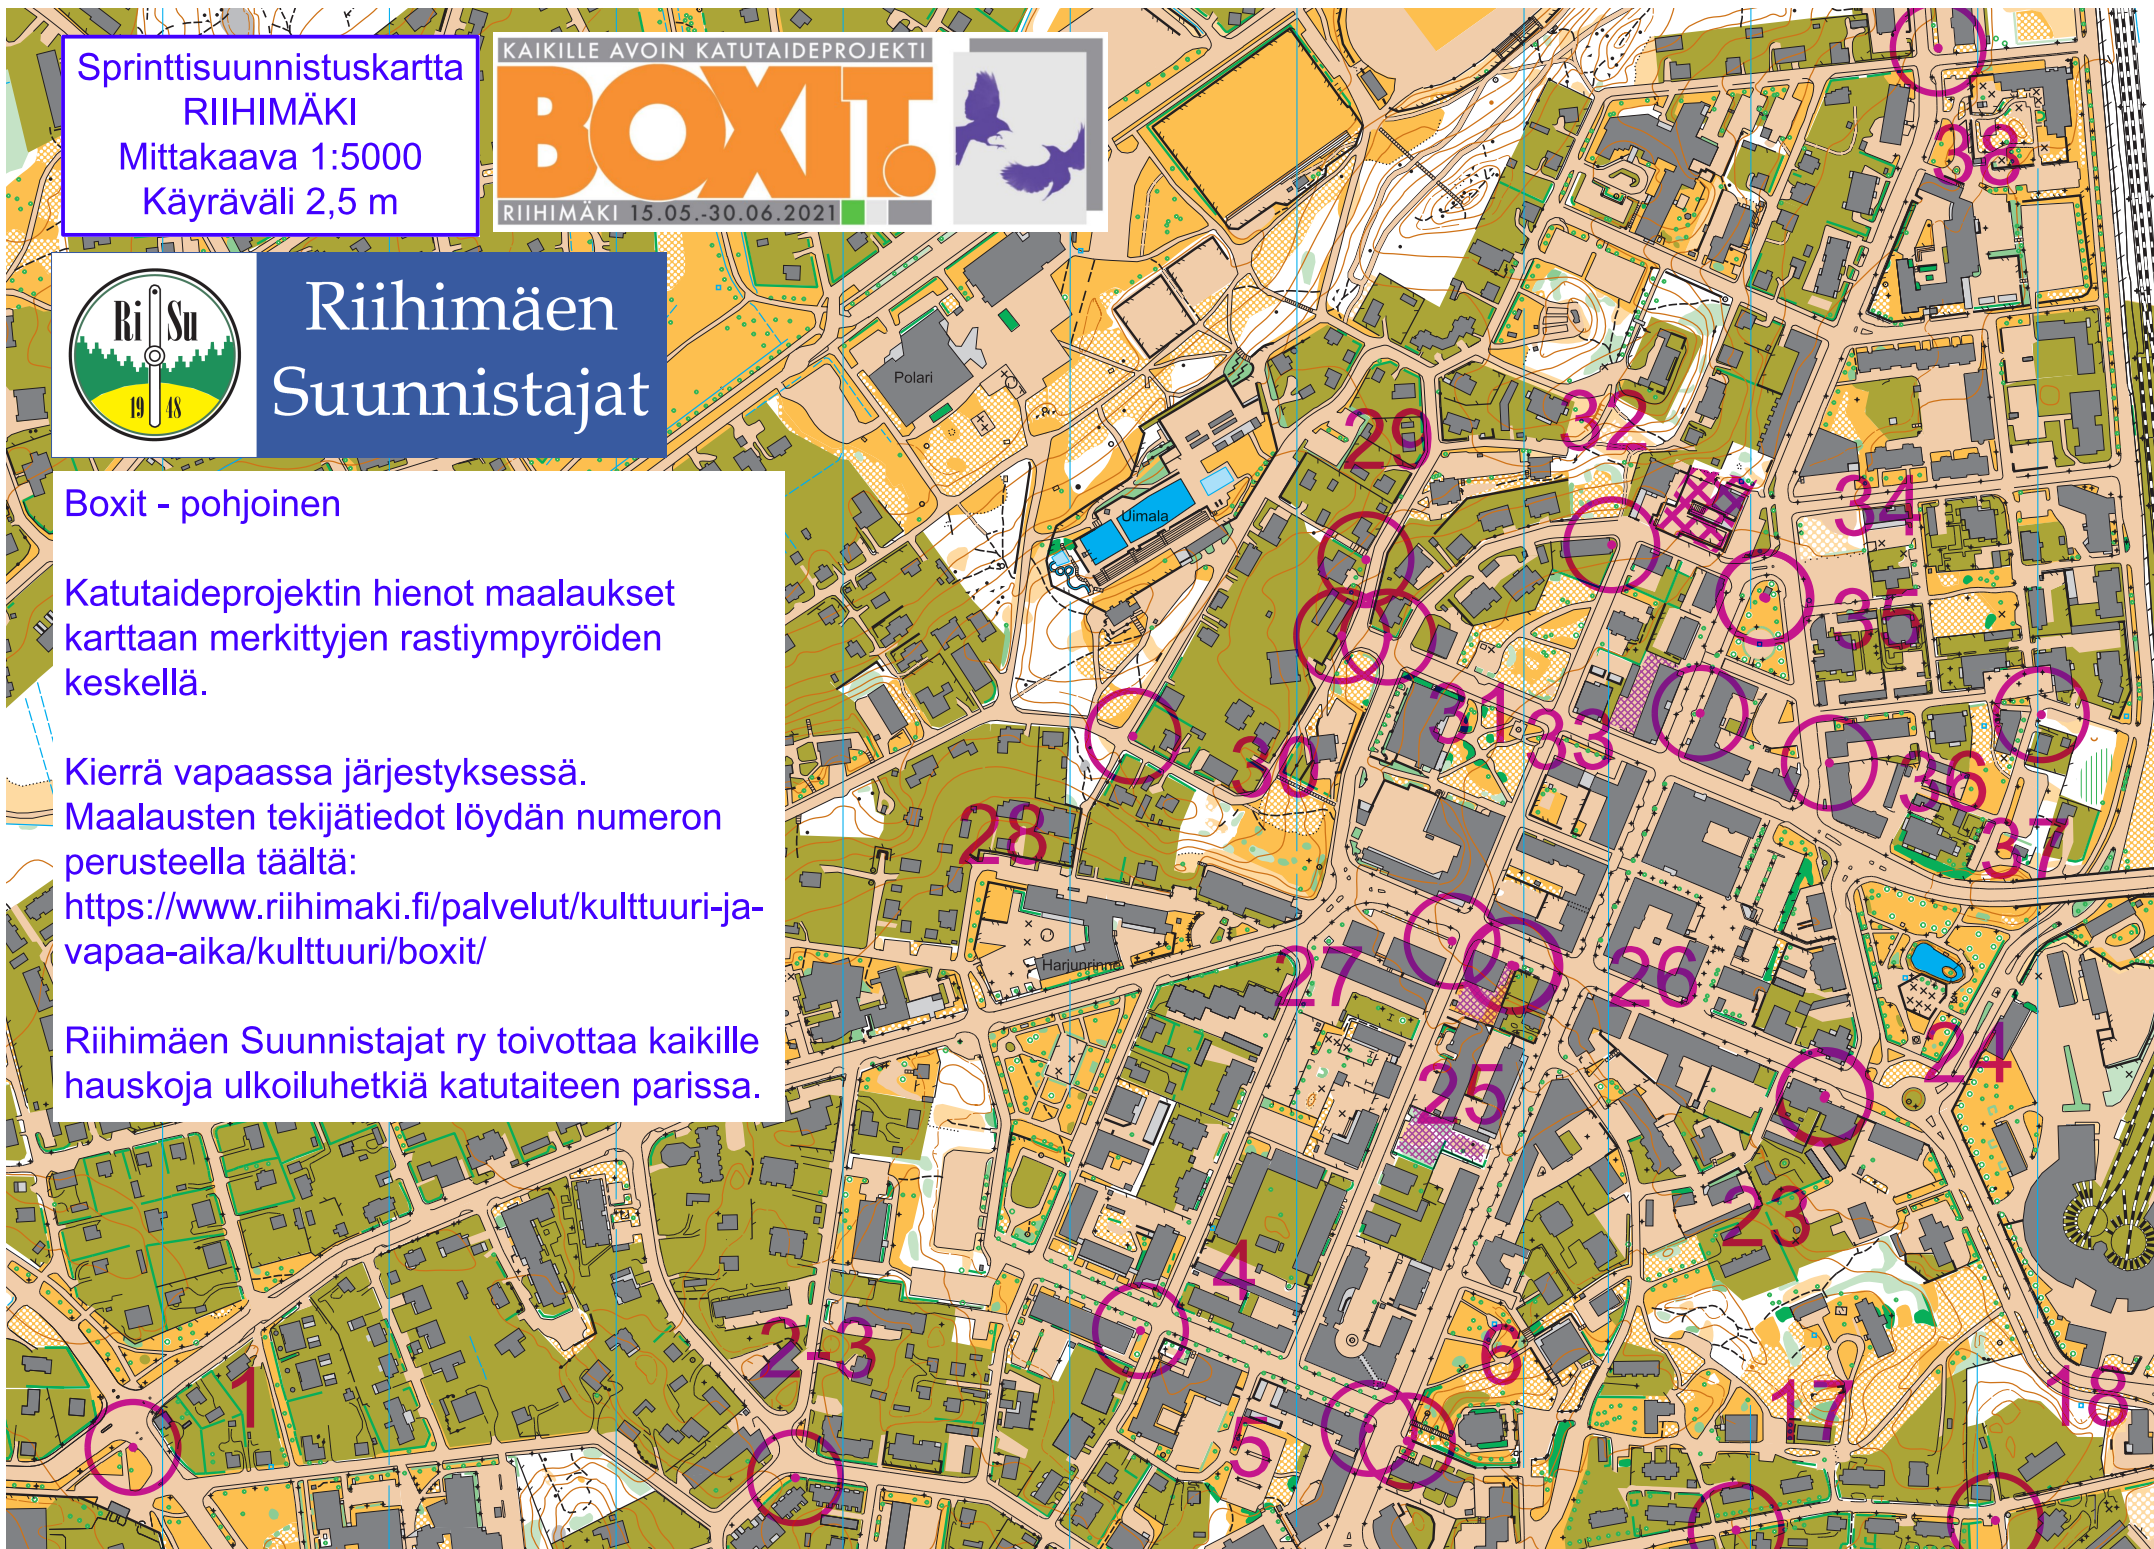 Sprinttisuunnistuskartta
RIIHIMÄKI
Mittakaava 1:5000
Käyräväli 2,5 m
KAIKILLE AVOIN KATUTAIDEPROJEKTI
BOXIT.
RIIHIMÄKI 15.05.-30.06.2021
Ri Su
19 48
Riihimäen
Suunnistajat
Boxit - pohjoinen
Katutaideprojektin hienot maalaukset
karttaan merkittyjen rastiympyröiden
keskellä.
Kierrä vapaassa järjestyksessä.
Maalausten tekijätiedot löydän numeron
perusteella täältä:
https://www.riihimaki.fi/palvelut/kulttuuri-ja-
vapaa-aika/kulttuuri/boxit/
Riihimäen Suunnistajat ry toivottaa kaikille
hauskoja ulkoiluhetkiä katutaiteen parissa.
38
Polari
29
32
34
Uimala
35
31
33
30
36
28
37
27
26
Harjunrinne
24
25
23
4
2-3
6
1
17
18
5